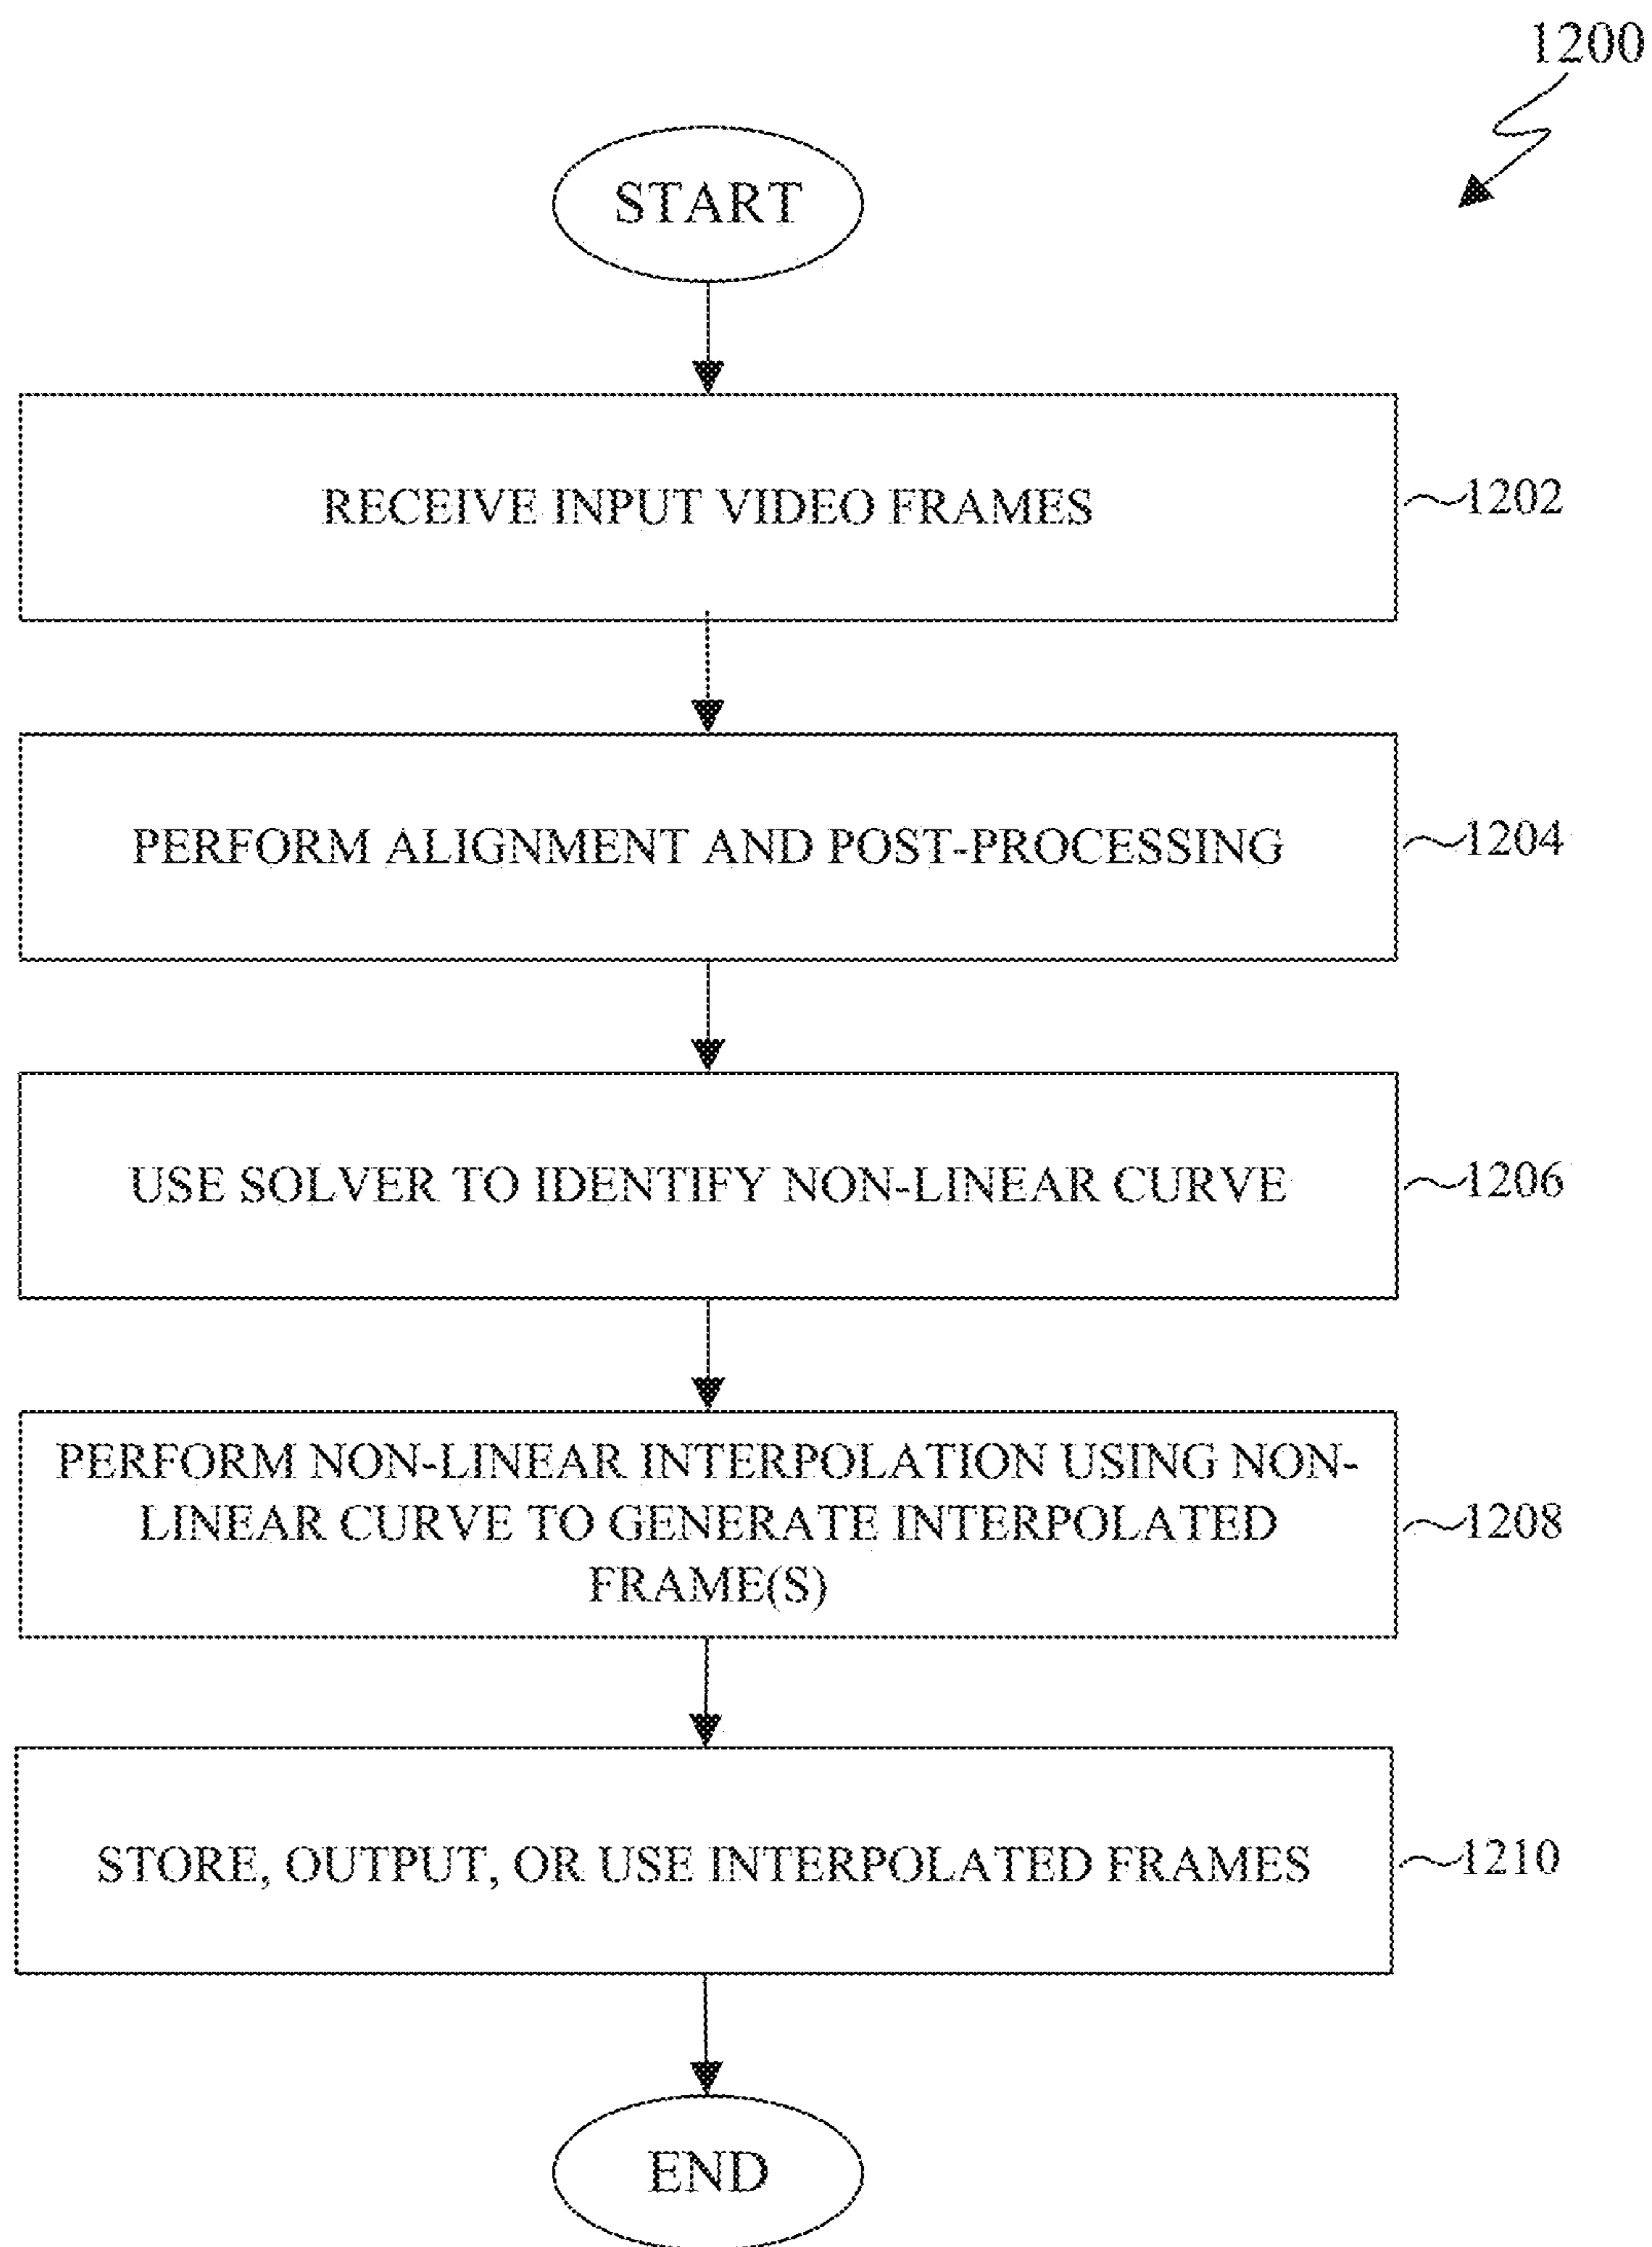 1200
START
RECEIVE INPUT VIDEO FRAMES
1202
PERFORM ALIGNMENT AND POST-PROCESSING
1204
USE SOLVER TO IDENTIFY NON-LINEAR CURVE
1206
PERFORM NON-LINEAR INTERPOLATION USING NON-
LINEAR CURVE TO GENERATE INTERPOLATED
FRAME(S)
1208
STORE, OUTPUT, OR USE INTERPOLATED FRAMES
1210
END